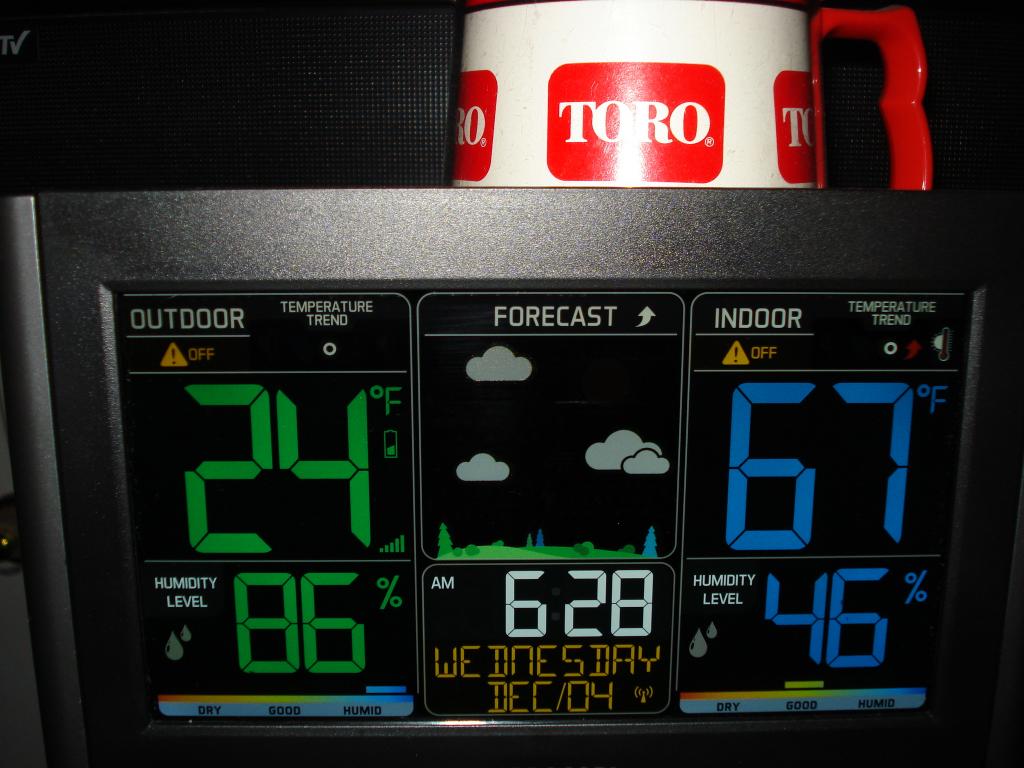 TV
TORO®
RO®
TO
OUTDOOR
TEMPERATURE
TREND
OFF
24°F
HUMIDITY
LEVEL
86%
DRY GOOD HUMID
FORECAST
AM 6:28
WEDNESDAY
DEC/04
INDOOR
TEMPERATURE
TREND
OFF
67°F
HUMIDITY
LEVEL
46%
DRY GOOD HUMID